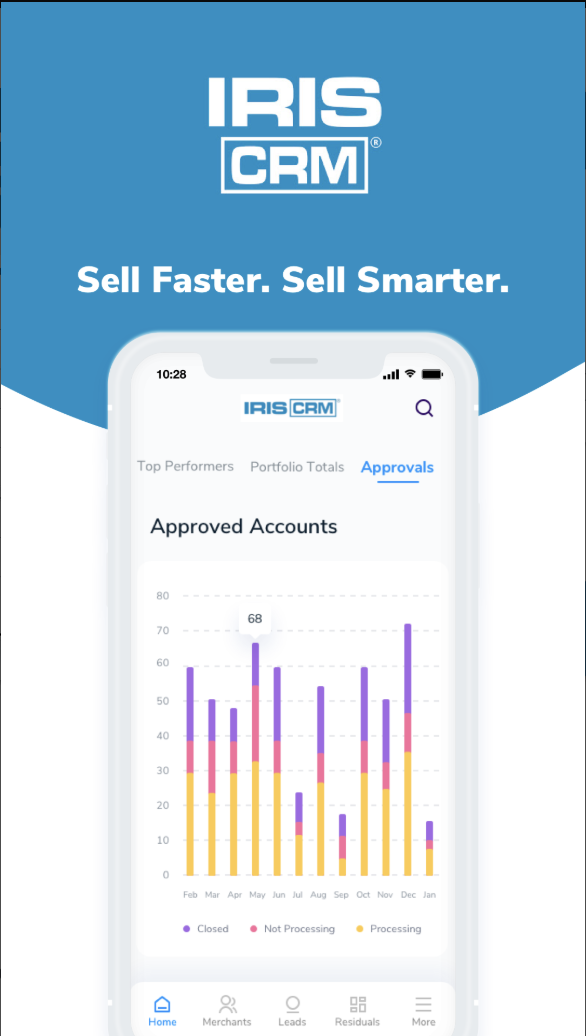 IRIS
CRM®
Sell Faster. Sell Smarter.
10:28
IRIS CRM®
Top Performers Portfolio Totals Approvals
Approved Accounts
80
68
70
60
50
40
30
20
10
0
Feb Mar Apr May Jun Jul Aug Sep Oct Nov Dec Jan
Closed Not Processing Processing
Home Merchants Leads Residuals More